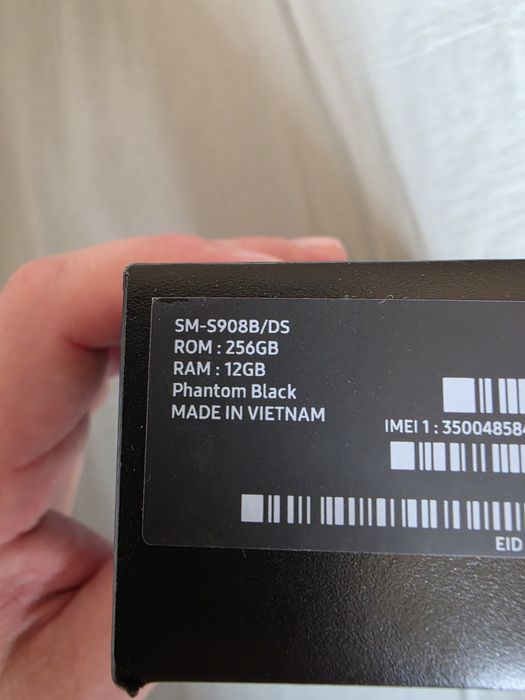 SM-S908B/DS
ROM : 256GB
RAM : 12GB
Phantom Black
MADE IN VIETNAM
IMEI 1 : 35004858
EID